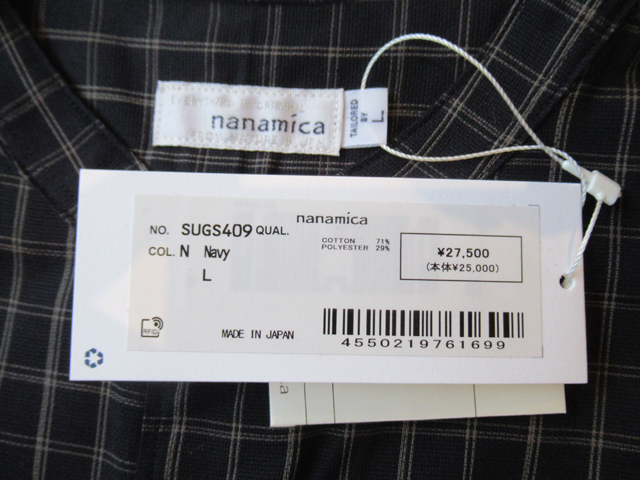 nanamica
TAILORED BY
L
nanamica
NO. SUGS409 QUAL.
COTTON 71%
POLYESTER 29%
COL. N Navy
L
¥27,500
(本体¥25,000)
RFID
MADE IN JAPAN
4550219761699
a